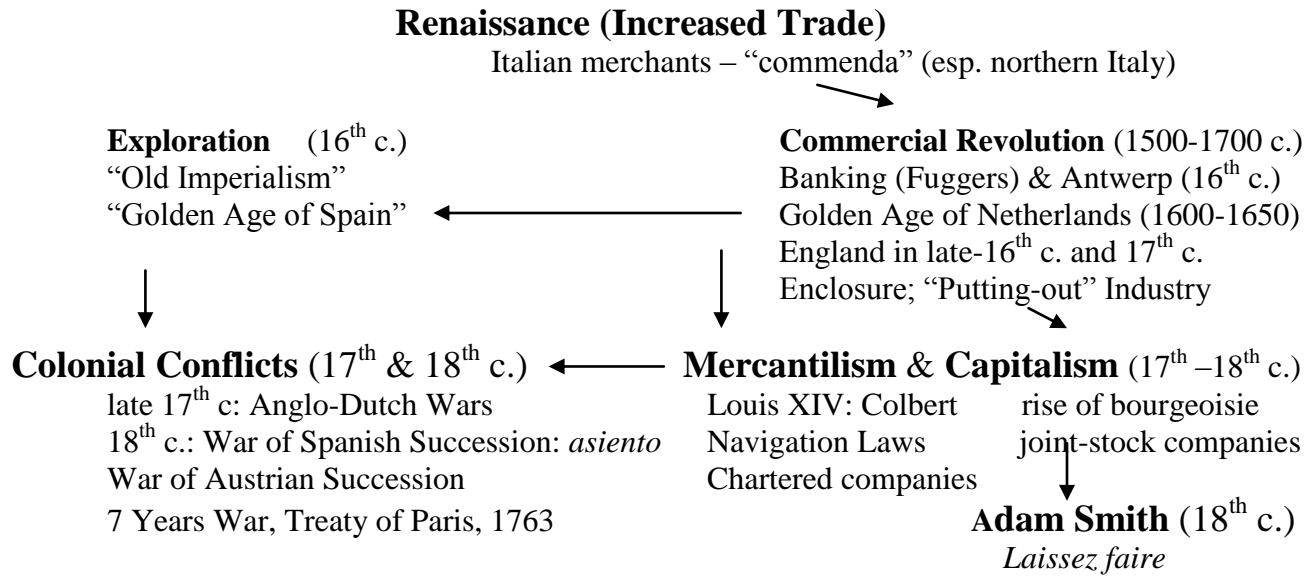 Renaissance (Increased Trade)
Italian merchants – “commenda” (esp. northern Italy)
Exploration (16th c.)
“Old Imperialism”
“Golden Age of Spain”
Commercial Revolution (1500-1700 c.)
Banking (Fuggers) & Antwerp (16th c.)
Golden Age of Netherlands (1600-1650)
England in late-16th c. and 17th c.
Enclosure; “Putting-out” Industry
Colonial Conflicts (17th & 18th c.)
late 17th c: Anglo-Dutch Wars
18th c.: War of Spanish Succession: asiento
War of Austrian Succession
7 Years War, Treaty of Paris, 1763
Mercantilism & Capitalism (17th –18th c.)
Louis XIV: Colbert
Navigation Laws
Chartered companies
rise of bourgeoisie
joint-stock companies
Adam Smith (18th c.)
Laissez faire